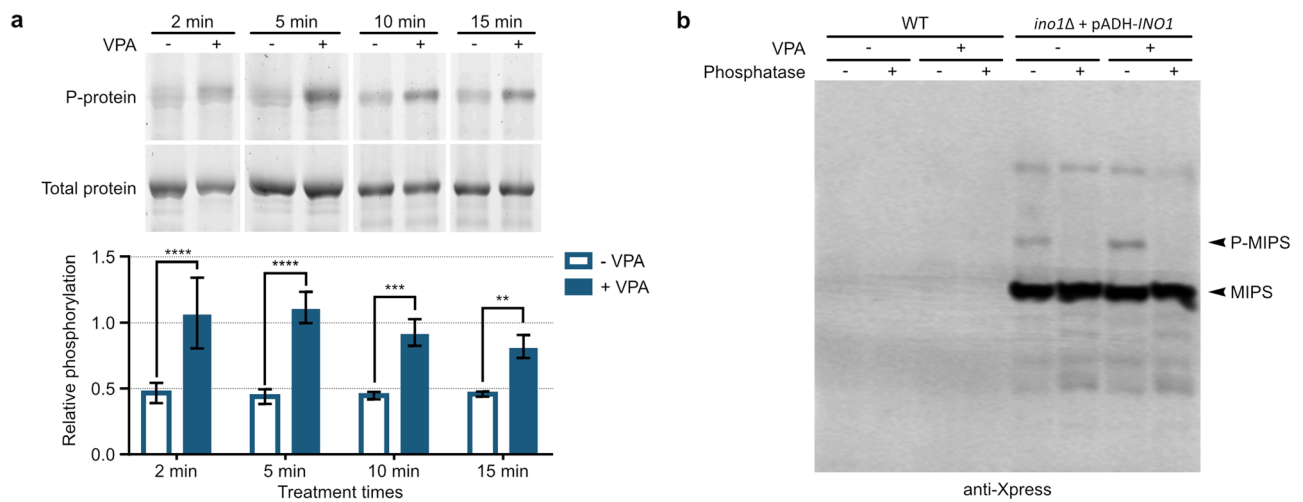 a
2 min 5 min 10 min 15 min
VPA - + - + - + - +
P-protein
Total protein
Relative phosphorylation
1.5
1.0
0.5
0.0
**** **** *** **
- VPA
+ VPA
2 min 5 min 10 min 15 min
Treatment times
b
WT ino1Δ + pADH-INO1
VPA - + - +
Phosphatase - + - + - + - +
P-MIPS
MIPS
anti-Xpress